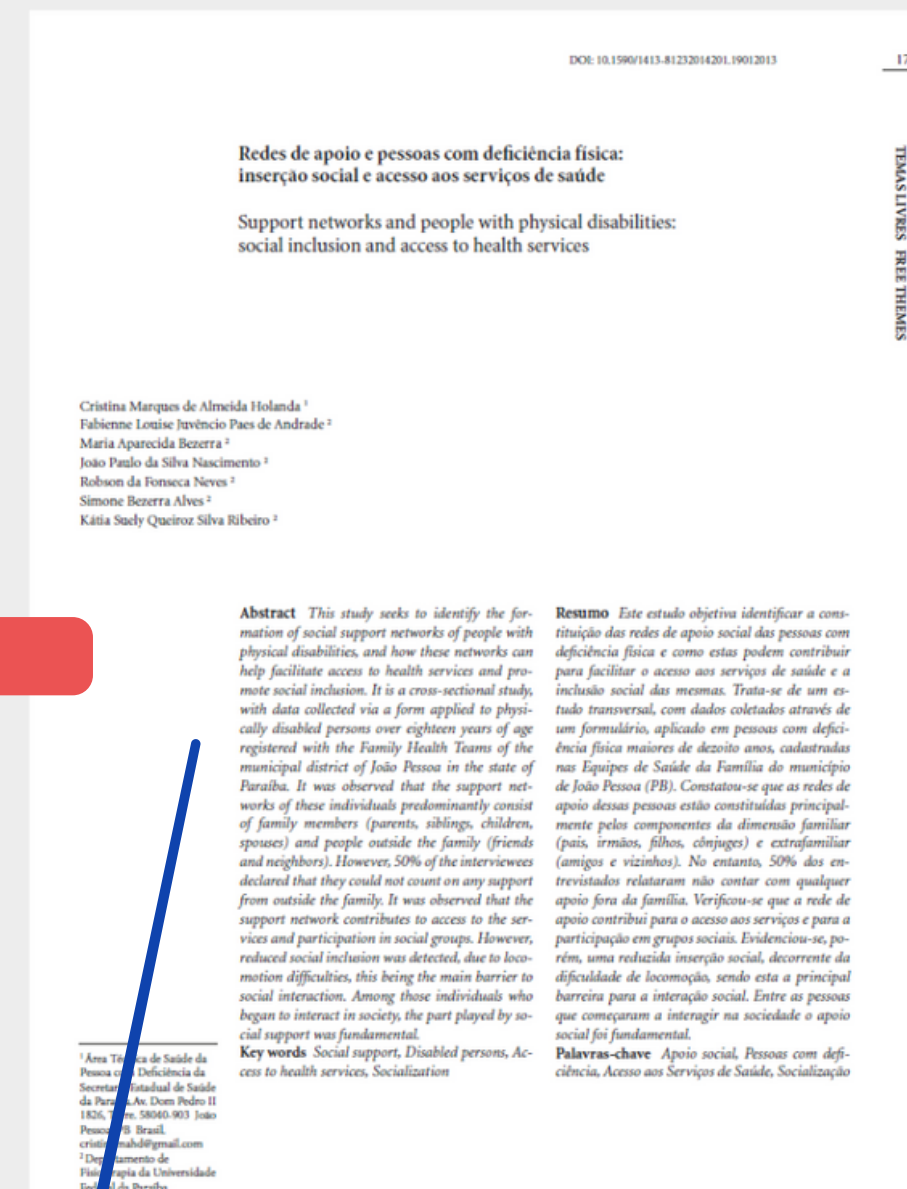 DOI: 10.1590/1413-81232014201.19012013
17
TEMAS LIVRES FREE THEMES
Redes de apoio e pessoas com deficiência física:
inserção social e acesso aos serviços de saúde
Support networks and people with physical disabilities:
social inclusion and access to health services
Cristina Marques de Almeida Holanda ¹
Fabienne Louise Juvêncio Paes de Andrade ²
Maria Aparecida Bezerra ²
João Paulo da Silva Nascimento ²
Robson da Fonseca Neves ²
Simone Bezerra Alves ²
Kátia Suely Queiroz Silva Ribeiro ²
Abstract This study seeks to identify the for-
mation of social support networks of people with
physical disabilities, and how these networks can
help facilitate access to health services and pro-
mote social inclusion. It is a cross-sectional study,
with data collected via a form applied to physi-
cally disabled persons over eighteen years of age
registered with the Family Health Teams of the
municipal district of João Pessoa in the state of
Paraíba. It was observed that the support net-
works of these individuals predominantly consist
of family members (parents, siblings, children,
spouses) and people outside the family (friends
and neighbors). However, 50% of the interviewees
declared that they could not count on any support
from outside the family. It was observed that the
support network contributes to access to the ser-
vices and participation in social groups. However,
reduced social inclusion was detected, due to loco-
motion difficulties, this being the main barrier to
social interaction. Among those individuals who
began to interact in society, the part played by so-
cial support was fundamental.
Key words Social support, Disabled persons, Ac-
cess to health services, Socialization
Resumo Este estudo objetiva identificar a cons-
tituição das redes de apoio social das pessoas com
deficiência física e como estas podem contribuir
para facilitar o acesso aos serviços de saúde e a
inclusão social das mesmas. Trata-se de um es-
tudo transversal, com dados coletados através de
um formulário, aplicado em pessoas com defici-
ência física maiores de dezoito anos, cadastradas
nas Equipes de Saúde da Família do município
de João Pessoa (PB). Constatou-se que as redes de
apoio dessas pessoas estão constituídas principal-
mente pelos componentes da dimensão familiar
(pais, irmãos, filhos, cônjuges) e extrafamiliar
(amigos e vizinhos). No entanto, 50% dos en-
trevistados relataram não contar com qualquer
apoio fora da família. Verificou-se que a rede de
apoio contribui para o acesso aos serviços e para a
participação em grupos sociais. Evidenciou-se, po-
rém, uma reduzida inserção social, decorrente da
dificuldade de locomoção, sendo esta a principal
barreira para a interação social. Entre as pessoas
que começaram a interagir na sociedade o apoio
social foi fundamental.
Palavras-chave Apoio social, Pessoas com defi-
ciência, Acesso aos Serviços de Saúde, Socialização
¹ Área de Saúde da
Pessoa Deficiência da
Estadual de Saúde
da Av. Dom Pedro II
1826, 58040-903 João
Brasil.
² 
da Universidade
da Paraíba